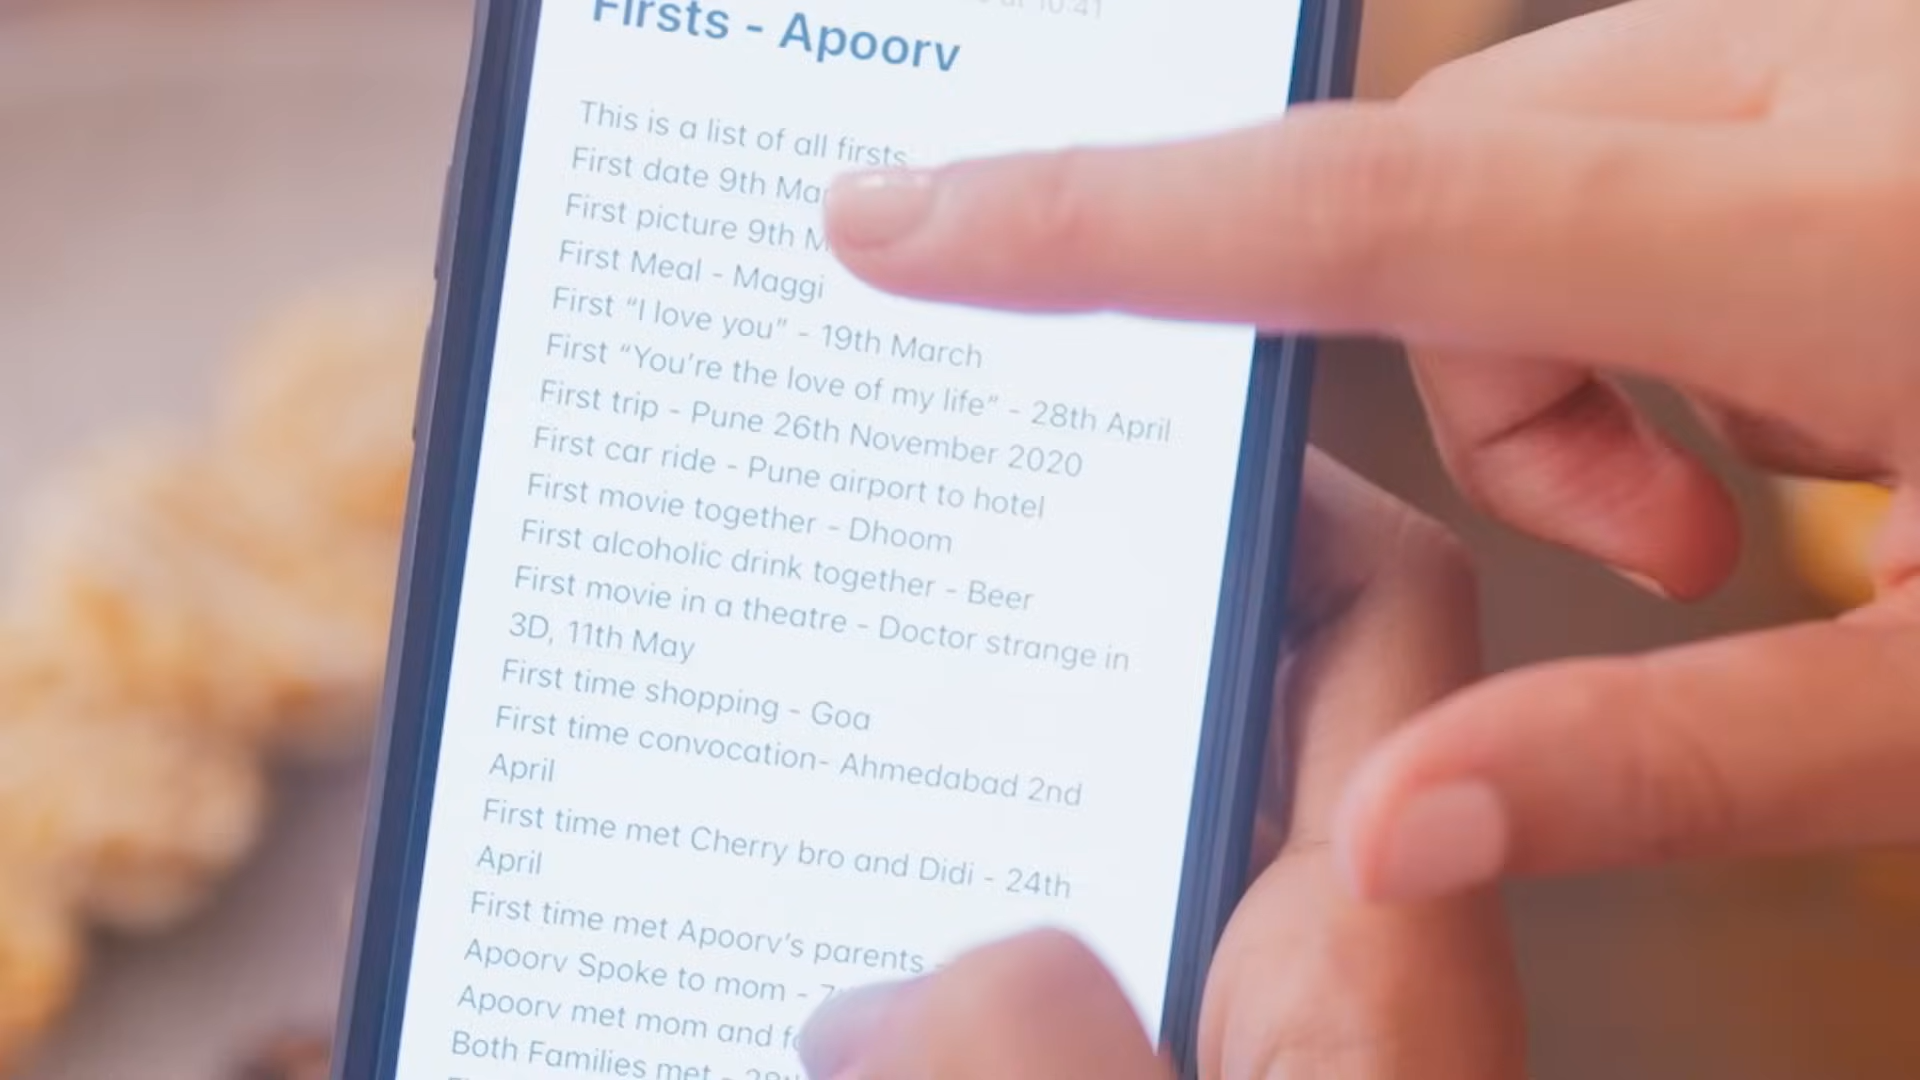 10:41
Firsts - Apoorv
This is a list of all firsts
First date 9th
First picture 9th
First Meal - Maggi
First “I love you” - 19th March
First “You’re the love of my life” - 28th April
First trip - Pune 26th November 2020
First car ride - Pune airport to hotel
First movie together - Dhoom
First alcoholic drink together - Beer
First movie in a theatre - Doctor strange in
3D, 11th May
First time shopping - Goa
First time convocation- Ahmedabad 2nd
April
First time met Cherry bro and Didi - 24th
April
First time met Apoorv’s parents -
Apoorv Spoke to mom -
Apoorv met mom and
Both Families met -